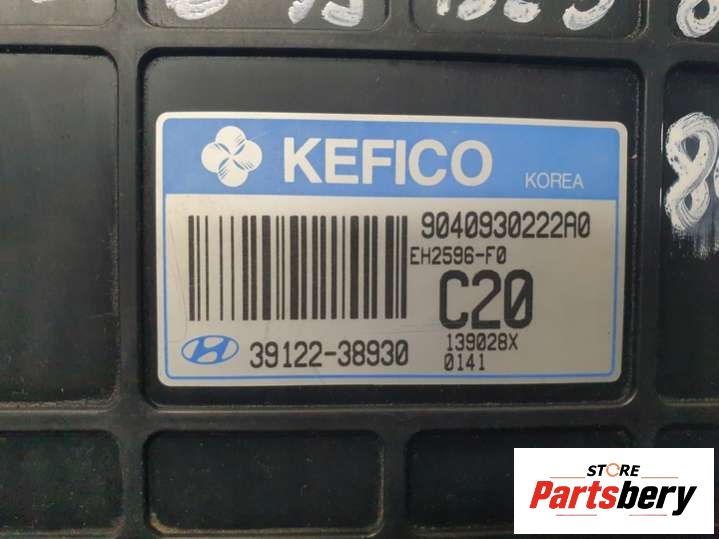 KEFICO
KOREA
9040930222A0
EH2596-F0
C20
39122-38930
139028X
0141
STORE
Partsbery